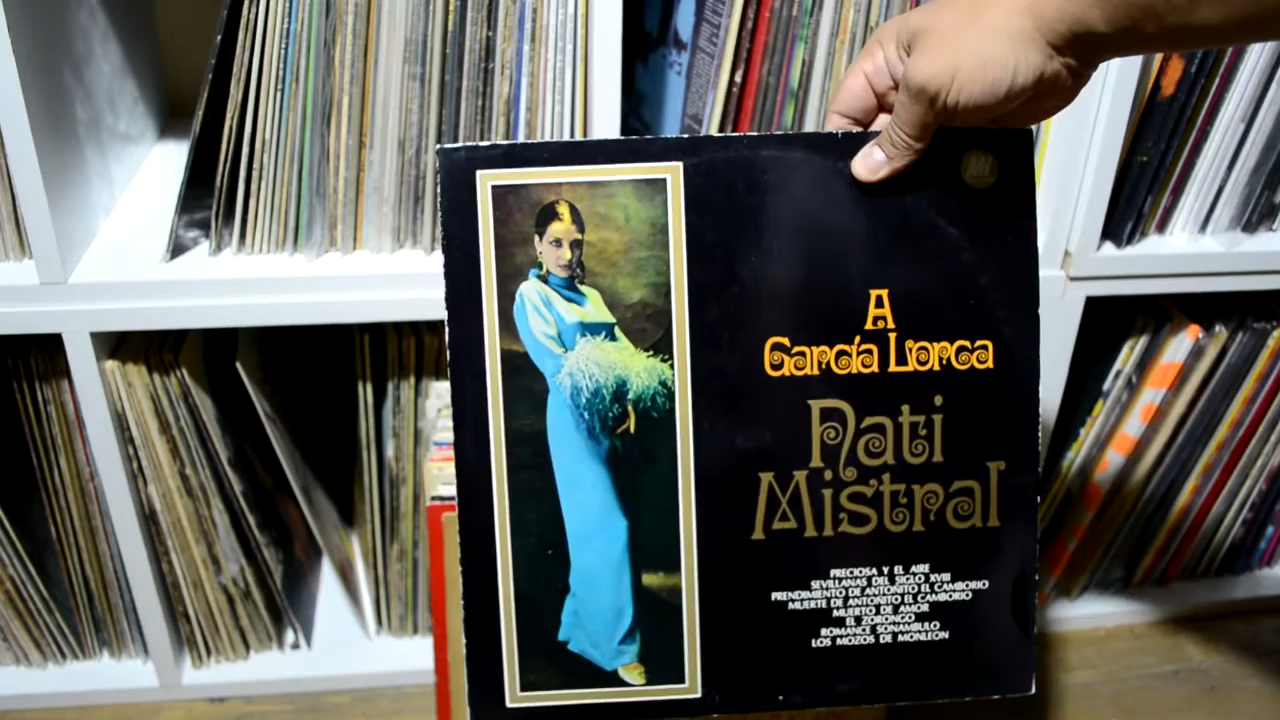 A
García Lorca
Nati
Mistral
PRECIOSA Y EL AIRE
SEVILLANAS DEL SIGLO XVIII
PRENDIMIENTO DE ANTOÑITO EL CAMBORIO
MUERTE DE ANTOÑITO EL CAMBORIO
MUERTO DE AMOR
EL ZORONGO
ROMANCE SONAMBULO
LOS MOZOS DE MONLEON